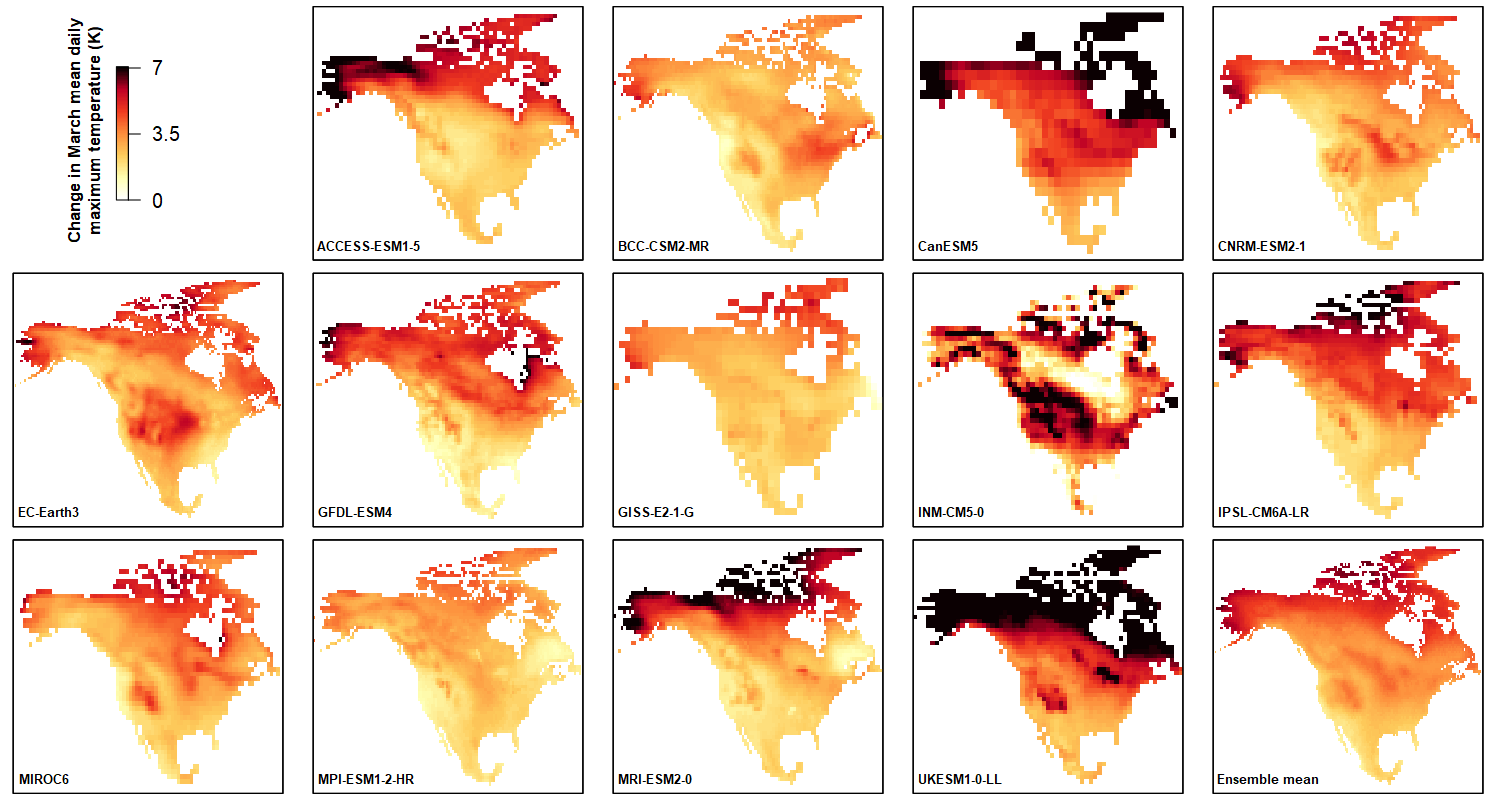 Change in March mean daily
maximum temperature (K)
7
3.5
0
ACCESS-ESM1-5
BCC-CSM2-MR
CanESM5
CNRM-ESM2-1
EC-Earth3
GFDL-ESM4
GISS-E2-1-G
INM-CM5-0
IPSL-CM6A-LR
MIROC6
MPI-ESM1-2-HR
MRI-ESM2-0
UKESM1-0-LL
Ensemble mean